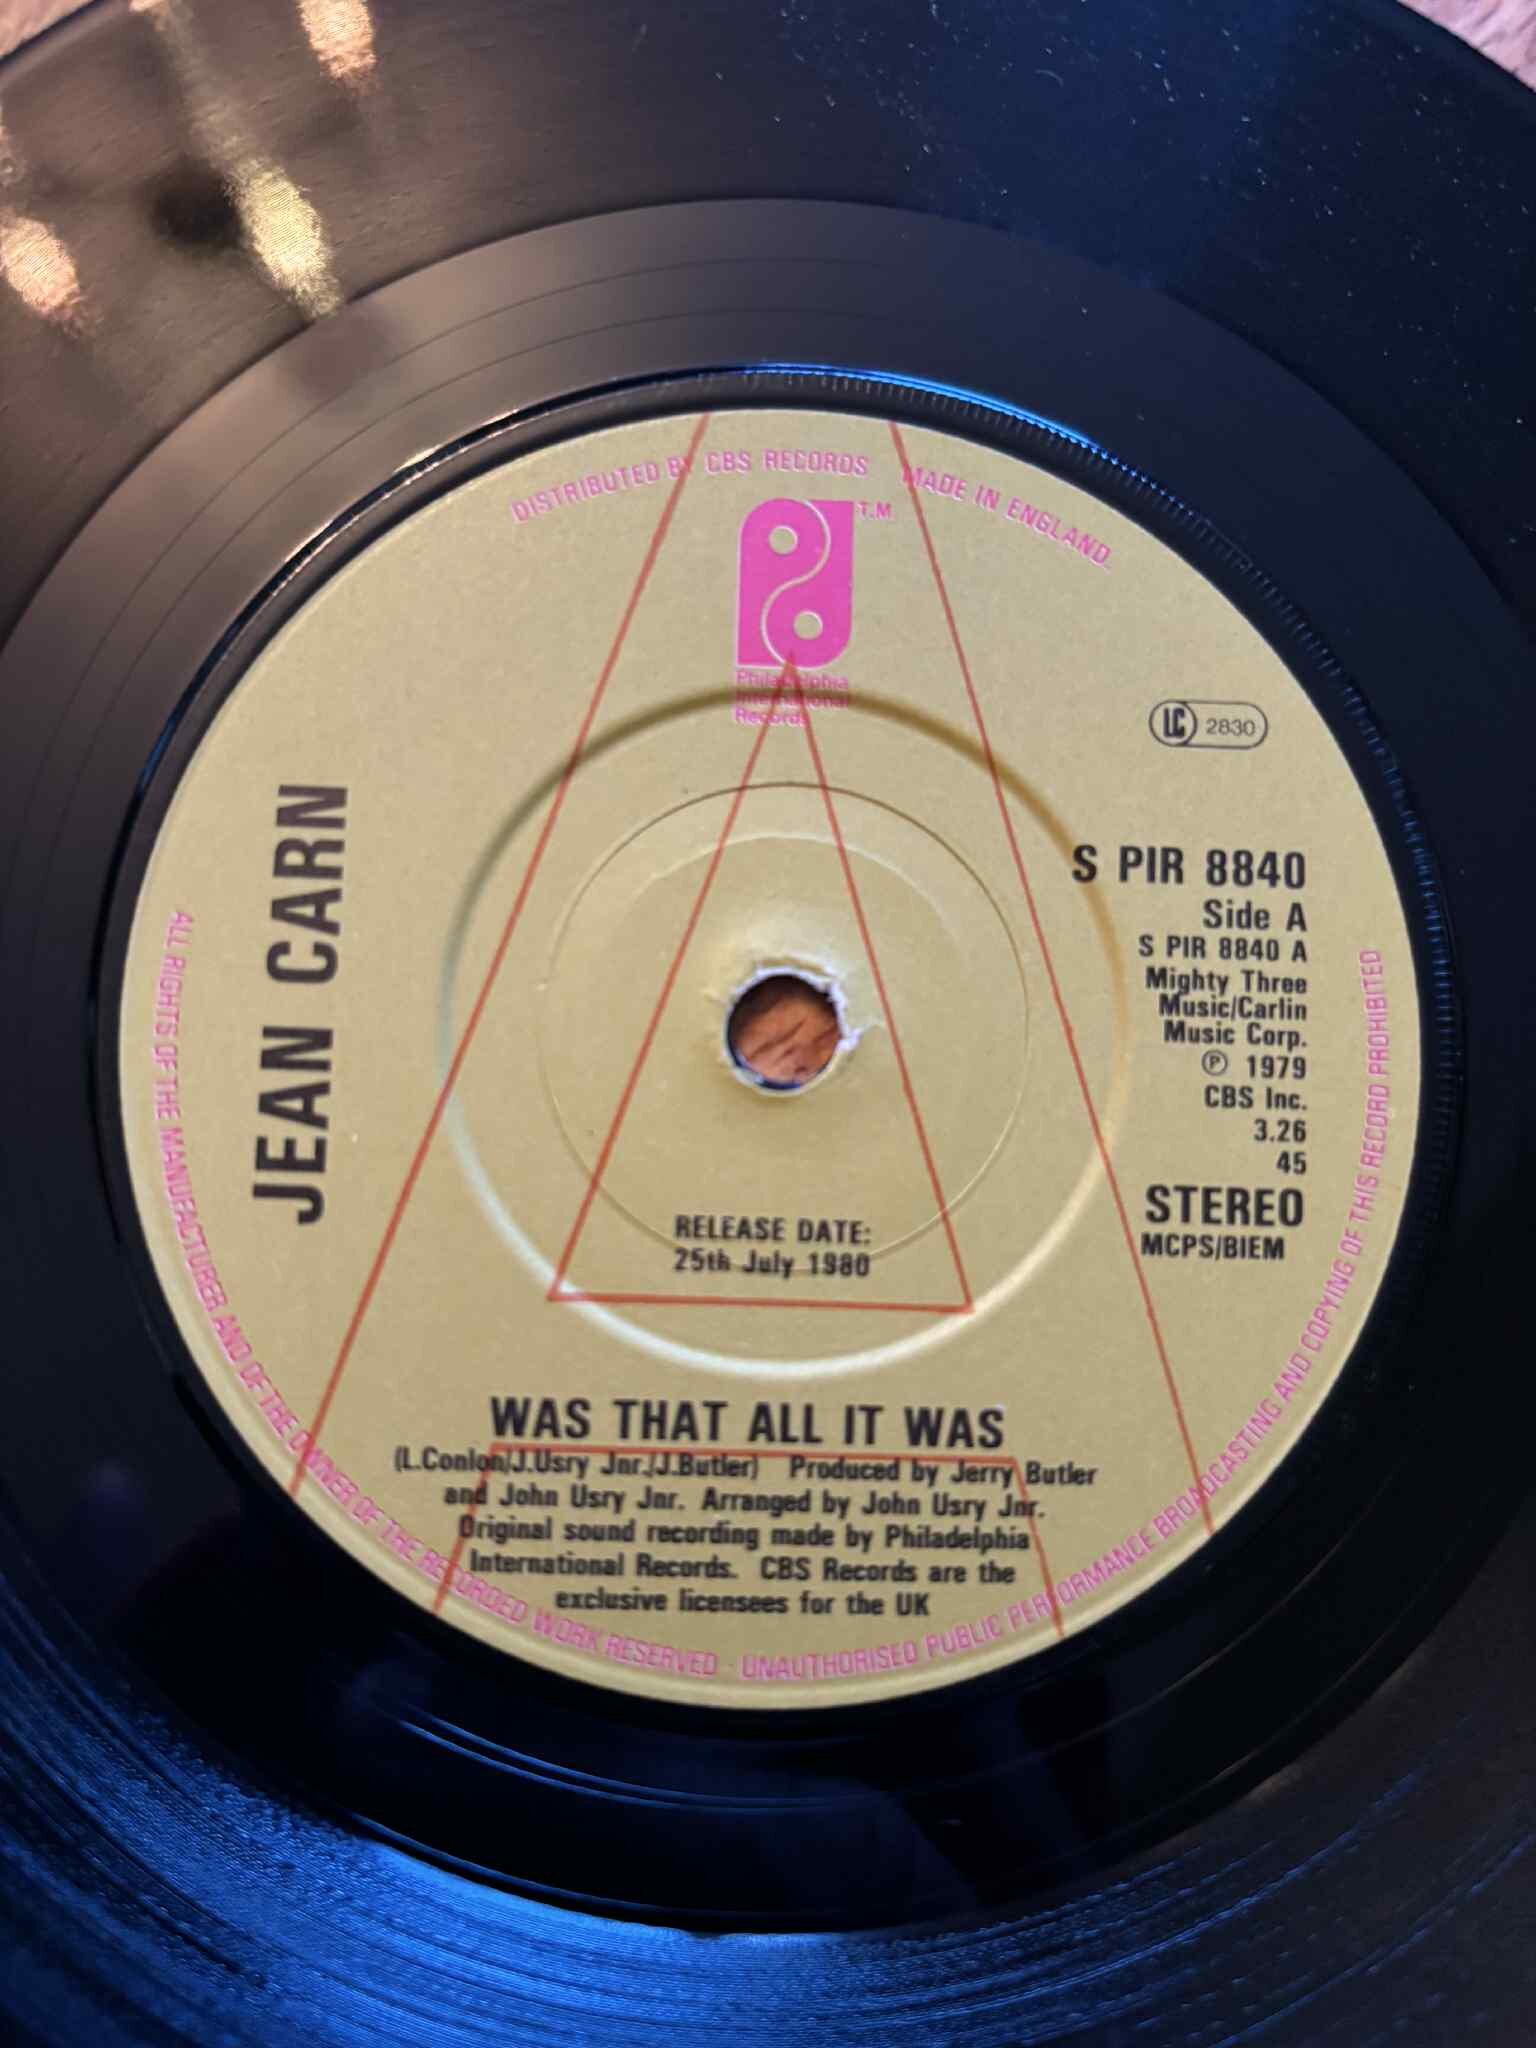 DISTRIBUTED BY CBS RECORDS MADE IN ENGLAND.
T.M.
Philadelphia
International
Records
LC 2830
JEAN CARN
S PIR 8840
Side A
S PIR 8840 A
Mighty Three
Music/Carlin
Music Corp.
Ⓟ 1979
CBS Inc.
3.26
45
STEREO
MCPS/BIEM
RELEASE DATE:
25th July 1980
WAS THAT ALL IT WAS
(L.Conlon/J.Usry Jnr./J.Butler) Produced by Jerry Butler
and John Usry Jnr. Arranged by John Usry Jnr.
Original sound recording made by Philadelphia
International Records. CBS Records are the
exclusive licensees for the UK
ALL RIGHTS OF THE MANUFACTURER AND OF THE OWNER OF THE RECORDED WORK RESERVED - UNAUTHORISED PUBLIC PERFORMANCE BROADCASTING AND COPYING OF THIS RECORD PROHIBITED